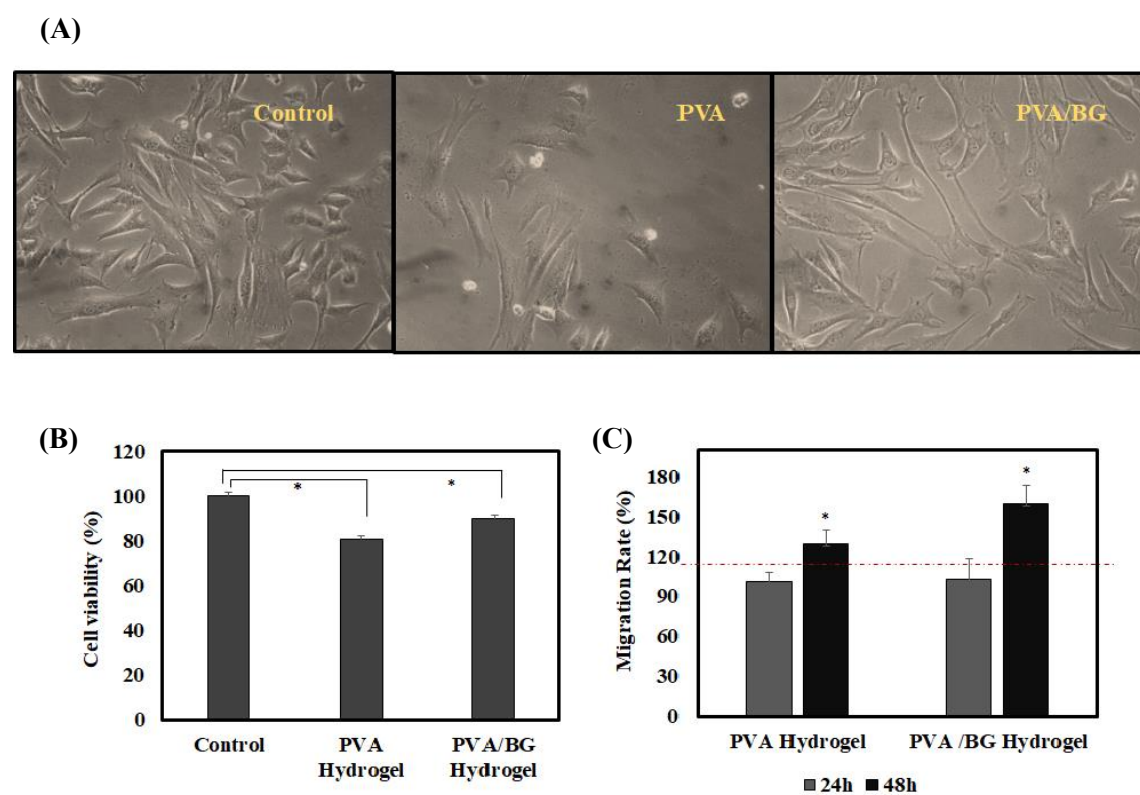 (A)
Control
PVA
PVA/BG
(B)
Cell viability (%)
120
100
80
60
40
20
0
*
*
Control
PVA
Hydrogel
PVA/BG
Hydrogel
(C)
Migration Rate (%)
180
150
120
90
60
30
0
*
*
PVA Hydrogel
PVA /BG Hydrogel
24h
48h